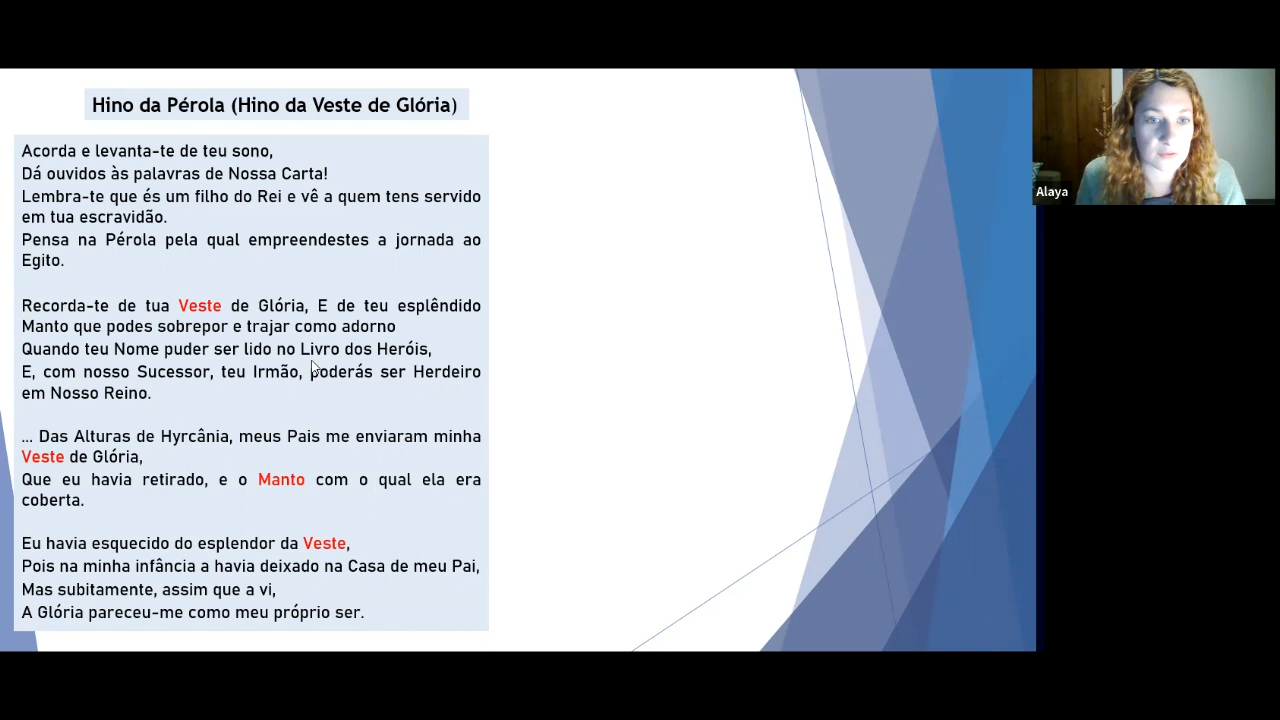 Hino da Pérola (Hino da Veste de Glória)
Acorda e levanta-te de teu sono,
Dá ouvidos às palavras de Nossa Carta!
Lembra-te que és um filho do Rei e vê a quem tens servido
em tua escravidão.
Pensa na Pérola pela qual empreendestes a jornada ao
Egito.
Recorda-te de tua Veste de Glória, E de teu esplêndido
Manto que podes sobrepor e trajar como adorno
Quando teu Nome puder ser lido no Livro dos Heróis,
E, com nosso Sucessor, teu Irmão, poderás ser Herdeiro
em Nosso Reino.
... Das Alturas de Hyrcânia, meus Pais me enviaram minha
Veste de Glória,
Que eu havia retirado, e o Manto com o qual ela era
coberta.
Eu havia esquecido do esplendor da Veste,
Pois na minha infância a havia deixado na Casa de meu Pai,
Mas subitamente, assim que a vi,
A Glória pareceu-me como meu próprio ser.
Alaya